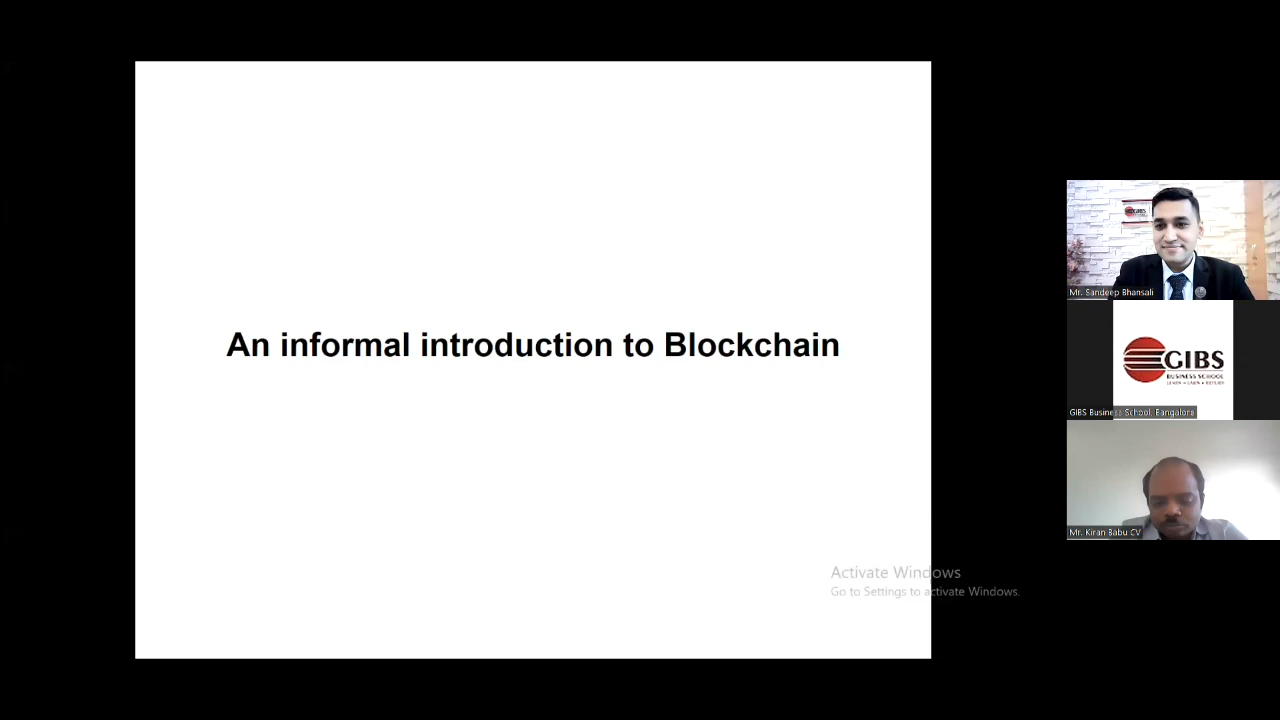 An informal introduction to Blockchain
Activate Windows
Go to Settings to activate Windows.
GIBS
Mr. Sandeep Bhansali
GIBS
BUSINESS SCHOOL
GIBS Business School, Bangalore
Mr. Kiran Babu CV